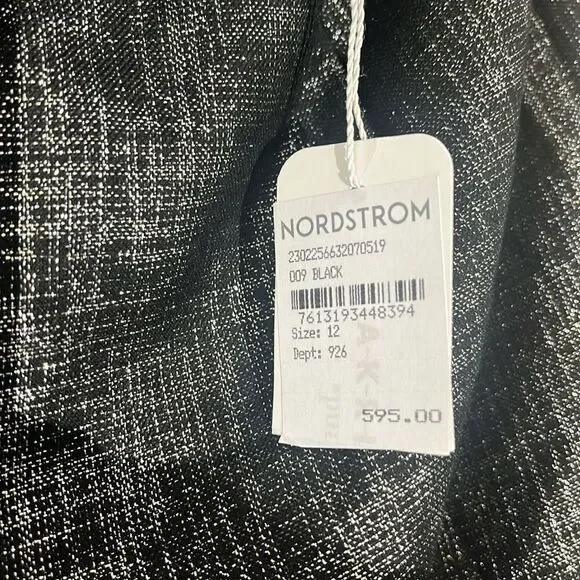 NORDSTROM
2302256632070519
009 BLACK
7613193448394
Size: 12
Dept: 926
595.00